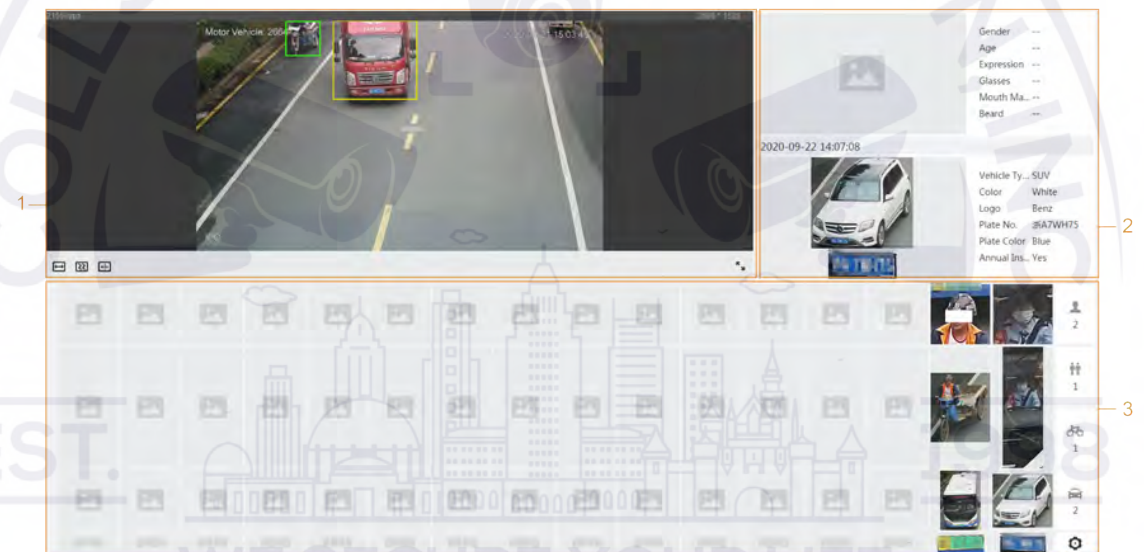 1
Motor Vehicle:
Gender --
Age --
Expression --
Glasses --
Mouth Ma... --
Beard --
2020-09-22 14:07:08
Vehicle Ty... SUV
Color White
Logo Benz
Plate No.
Plate Color Blue
Annual Ins... Yes
2
2
1
1
2
3
EST.